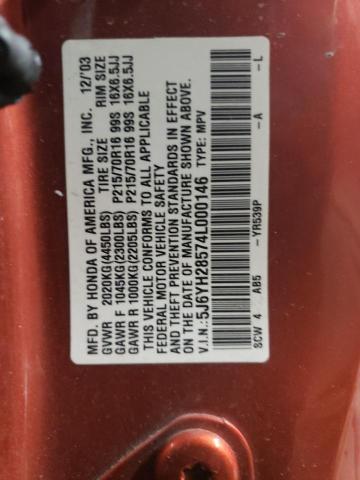 MFD. BY HONDA OF AMERICA MFG., INC. 12/'03
GVWR 2020KG(4450LBS) TIRE SIZE RIM SIZE
GAWR F 1045KG(2300LBS) P215/70R16 99S 16X6.5JJ
GAWR R 1000KG(2205LBS) P215/70R16 99S 16X6.5JJ
THIS VEHICLE CONFORMS TO ALL APPLICABLE
FEDERAL MOTOR VEHICLE SAFETY
AND THEFT PREVENTION STANDARDS IN EFFECT
ON THE DATE OF MANUFACTURE SHOWN ABOVE.
V.I.N.: 5J6YH28574L000146 TYPE: MPV
SCW 4 AB5 -YR539P -A -L